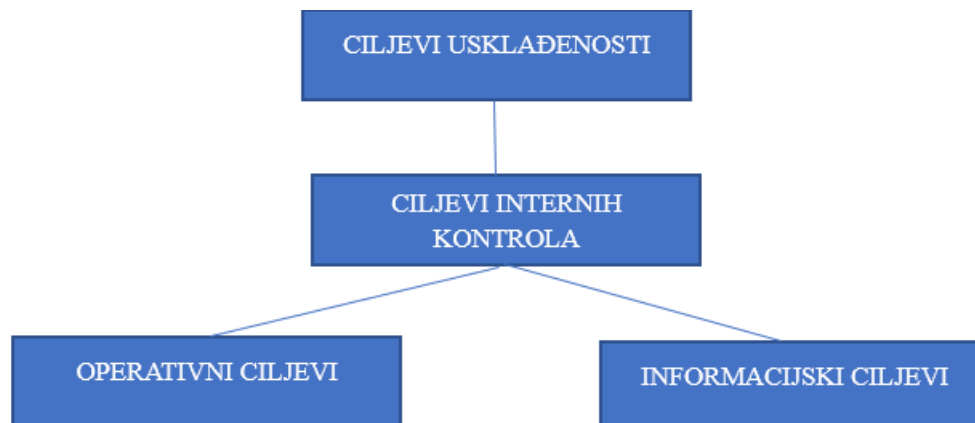 CILJEVI USKLAĐENOSTI
CILJEVI INTERNIH
KONTROLA
OPERATIVNI CILJEVI
INFORMACIJSKI CILJEVI